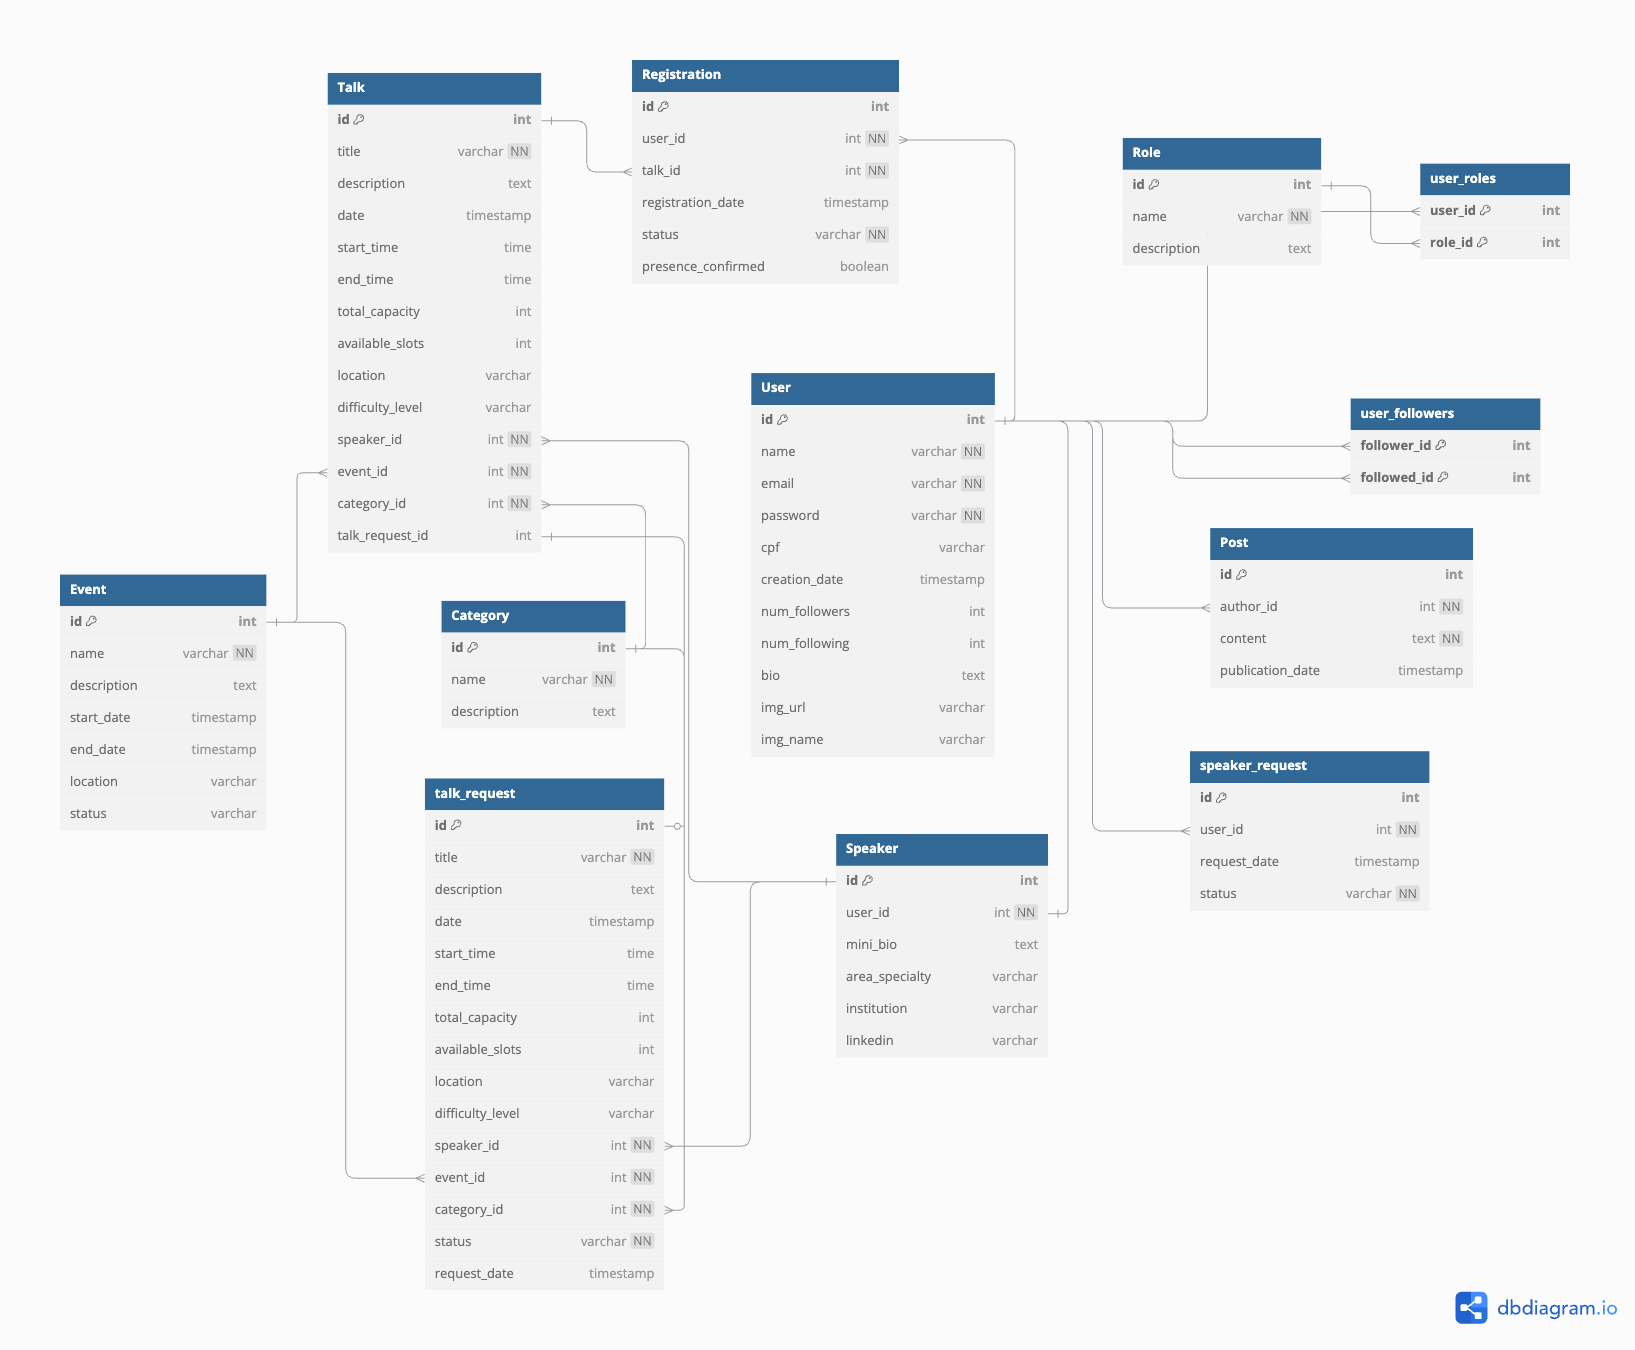 Talk
id int
title varchar NN
description text
date timestamp
start_time time
end_time time
total_capacity int
available_slots int
location varchar
difficulty_level varchar
speaker_id int NN
event_id int NN
category_id int NN
talk_request_id int
Registration
id int
user_id int NN
talk_id int NN
registration_date timestamp
status varchar NN
presence_confirmed boolean
Role
id int
name varchar NN
description text
user_roles
user_id int
role_id int
User
id int
name varchar NN
email varchar NN
password varchar NN
cpf varchar
creation_date timestamp
num_followers int
num_following int
bio text
img_url varchar
img_name varchar
user_followers
follower_id int
followed_id int
Post
id int
author_id int NN
content text NN
publication_date timestamp
Event
id int
name varchar NN
description text
start_date timestamp
end_date timestamp
location varchar
status varchar
Category
id int
name varchar NN
description text
talk_request
id int
title varchar NN
description text
date timestamp
start_time time
end_time time
total_capacity int
available_slots int
location varchar
difficulty_level varchar
speaker_id int NN
event_id int NN
category_id int NN
status varchar NN
request_date timestamp
Speaker
id int
user_id int NN
mini_bio text
area_specialty varchar
institution varchar
linkedin varchar
speaker_request
id int
user_id int NN
request_date timestamp
status varchar NN
dbdiagram.io